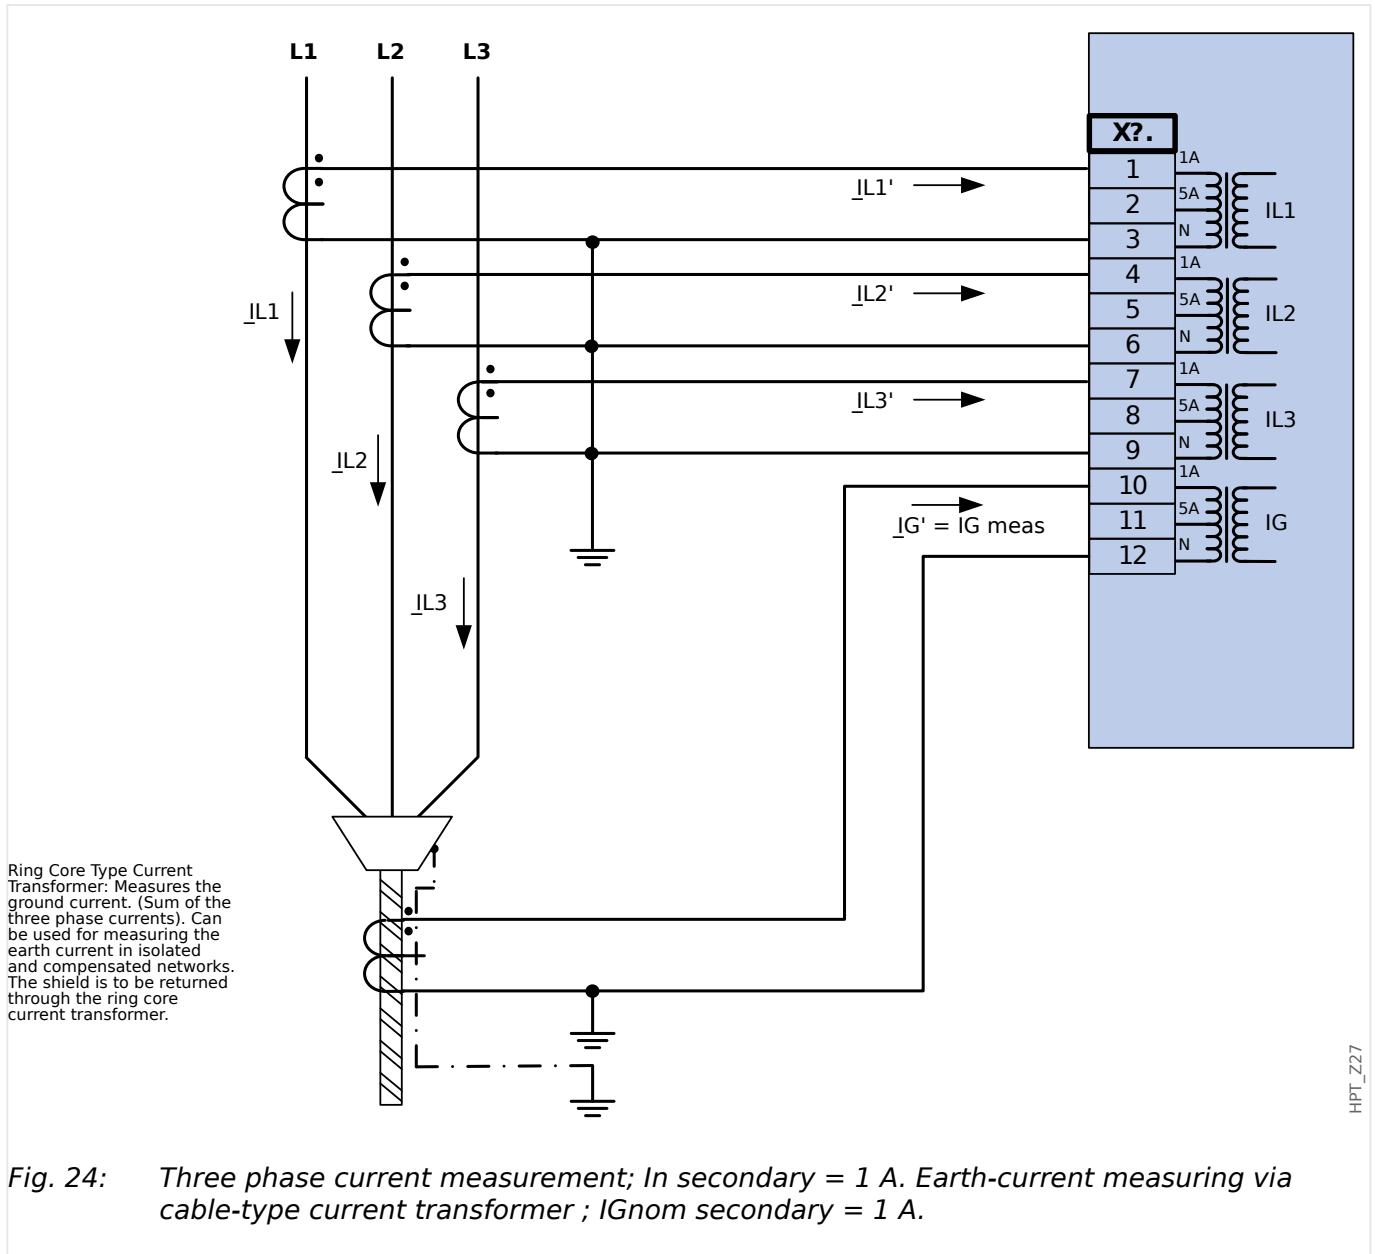 L1 L2 L3
X?.
1 1A
2 5A IL1
3 N
IL1'
4 1A
5 5A IL2
6 N
IL2'
7 1A
8 5A IL3
9 N
IL3'
10 1A
11 5A IG
12 N
IG' = IG meas
IL1
IL2
IL3
Ring Core Type Current
Transformer: Measures the
ground current. (Sum of the
three phase currents). Can
be used for measuring the
earth current in isolated
and compensated networks.
The shield is to be returned
through the ring core
current transformer.
HPT_Z27
Fig. 24: Three phase current measurement; In secondary = 1 A. Earth-current measuring via
cable-type current transformer ; IGnom secondary = 1 A.